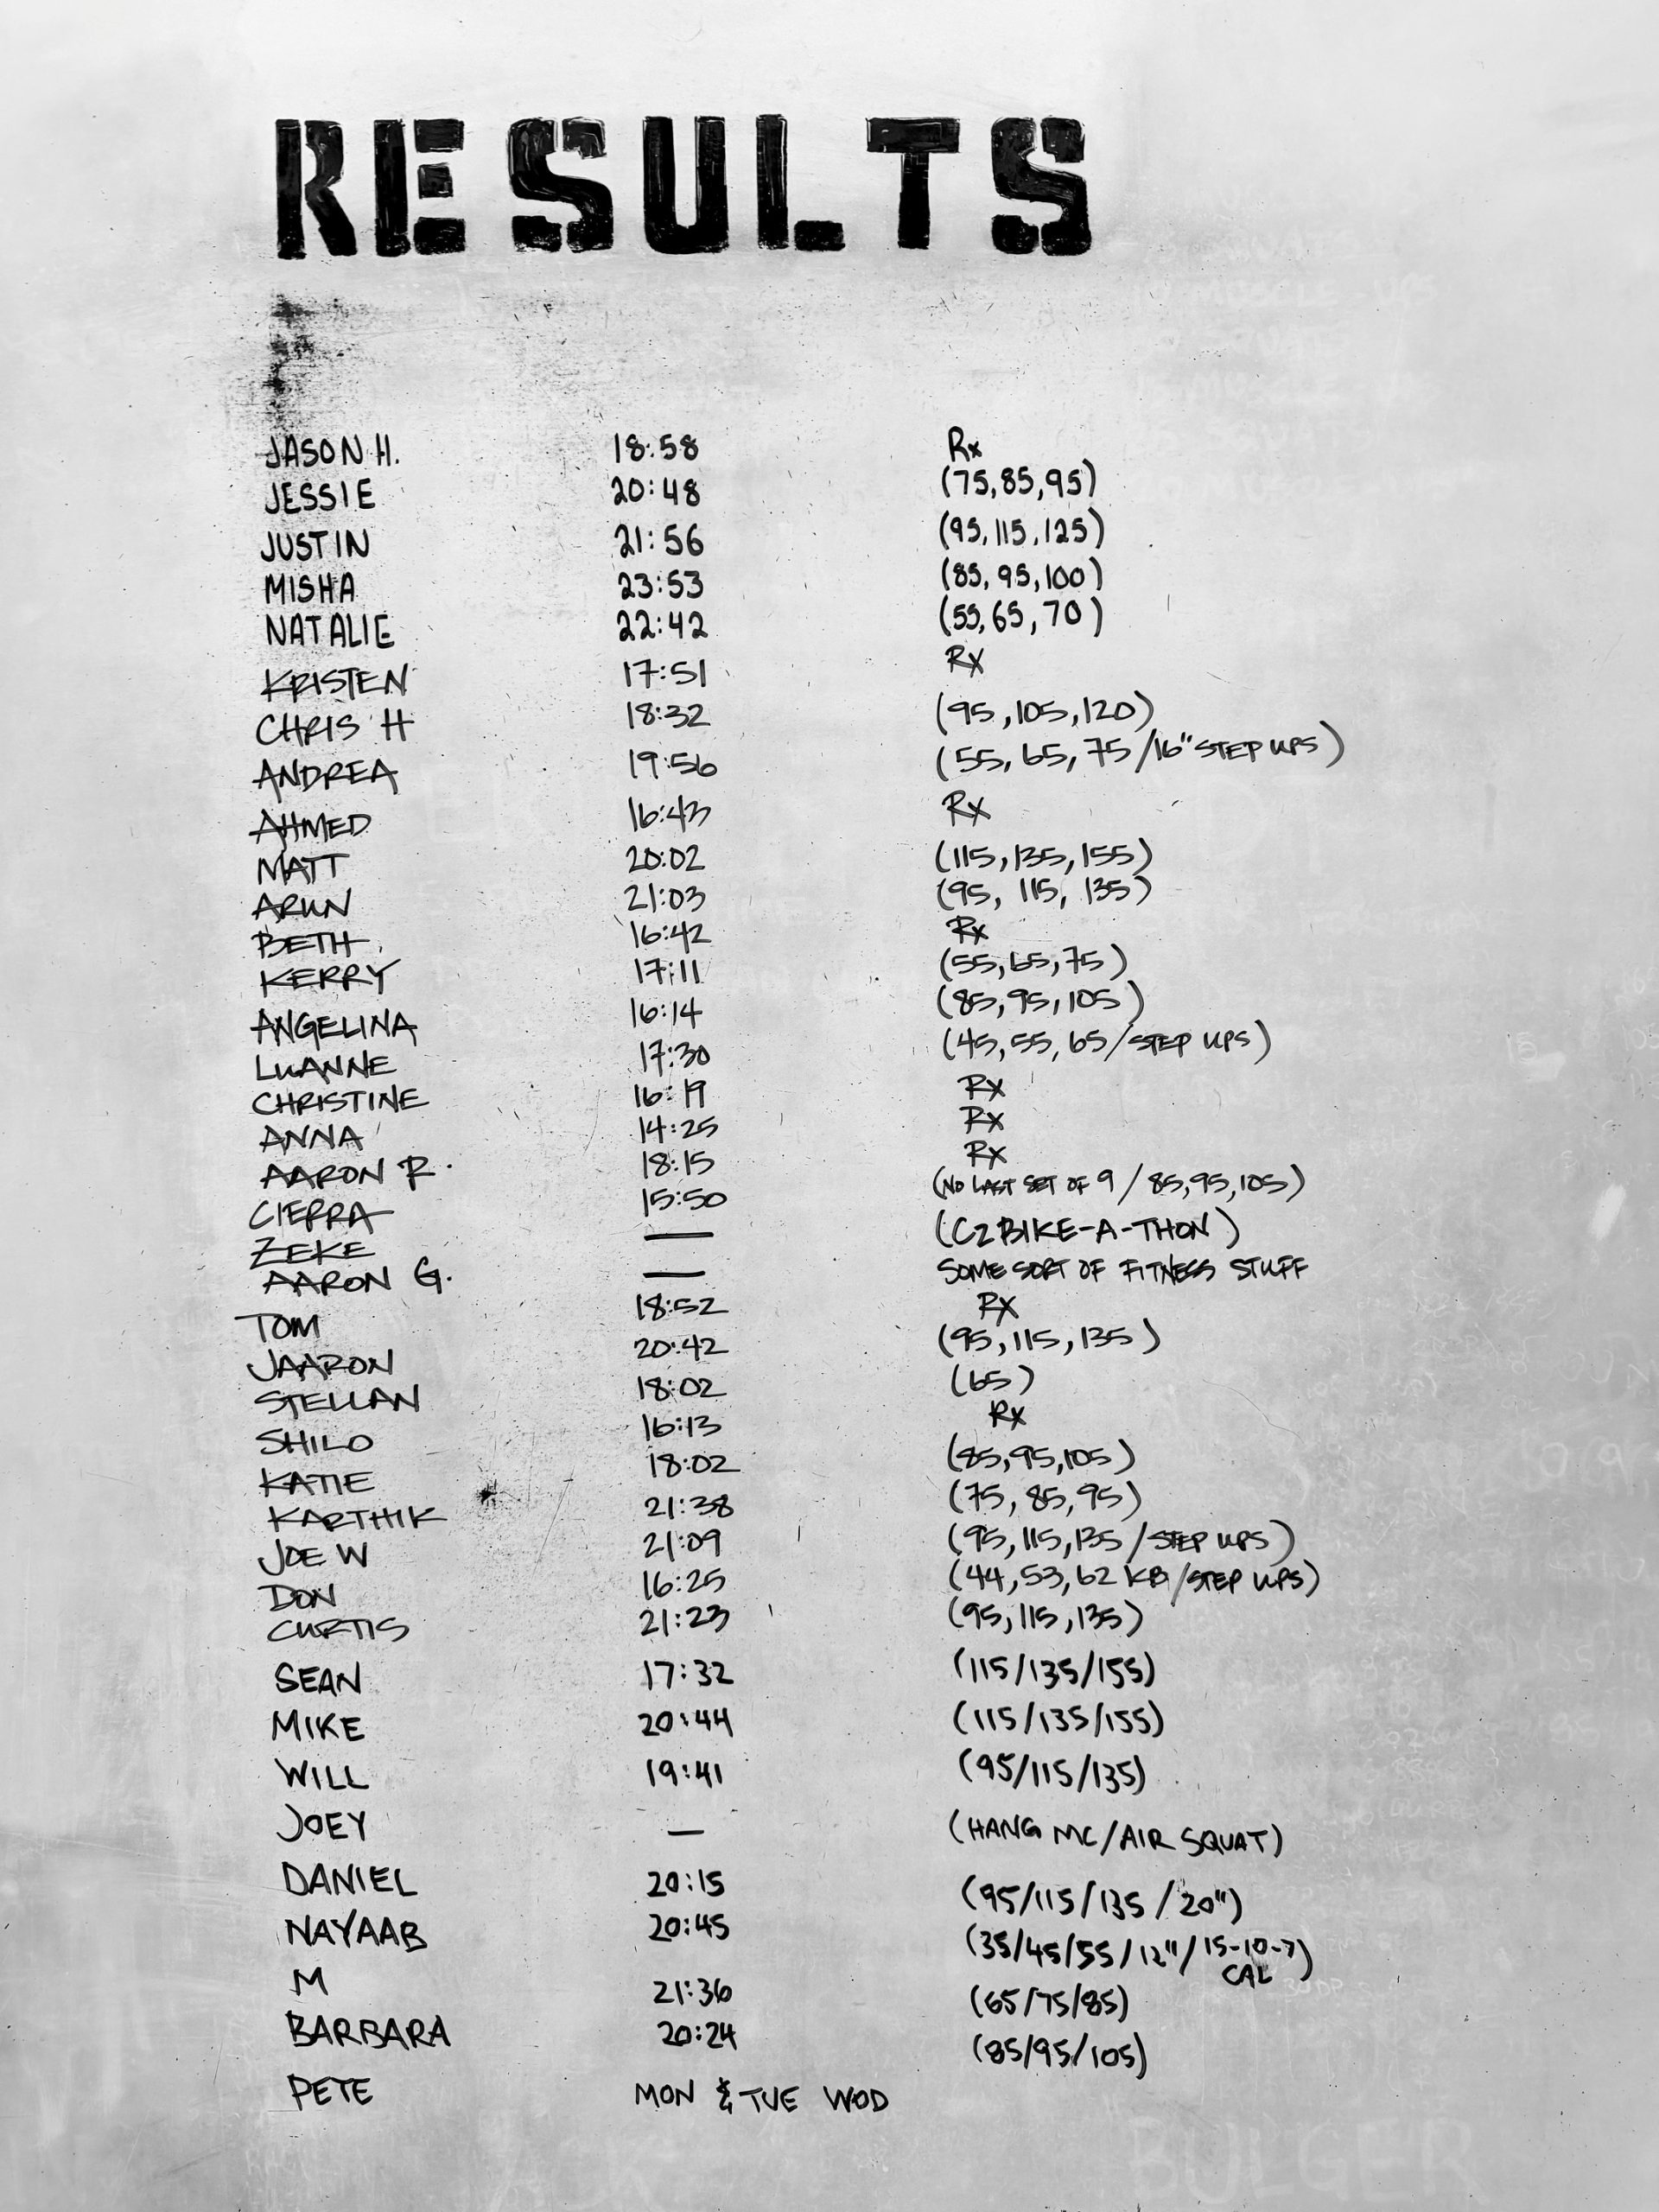 RESULTS
JASON H. 18:58 Rx
JESSIE 20:48 (75,85,95)
JUSTIN 21:56 (95,115,125)
MISHA 23:53 (85,95,100)
NATALIE 22:42 (55,65,70)
KRISTEN 17:51 Rx
CHRIS H 18:32 (95,105,120)
ANDREA 19:56 (55,65,75/16" STEP UPS)
AHMED 16:43 Rx
MATT 20:02 (115,135,155)
ARUN 21:03 (95,115,135)
BETH 16:42 Rx
KERRY 17:11 (55,65,75)
ANGELINA 16:14 (85,95,105)
LUANNE 17:30 (45,55,65/STEP UPS)
CHRISTINE 16:19 Rx
ANNA 14:25 Rx
AARON R. 18:15 Rx
CIERRA 15:50 (NO LAST SET OF 9/85,95,105)
ZEKE — (C2 BIKE-A-THON)
AARON G. — SOME SORT OF FITNESS STUFF
TOM 18:52 Rx
JAARON 20:42 (95,115,135)
STELLAN 18:02 (65)
SHILO 16:13 Rx
KATIE 18:02 (85,95,105)
KARTHIK 21:38 (75,85,95)
JOE W 21:09 (95,115,135/STEP UPS)
DON 16:25 (44,53,62 KB/STEP UPS)
CURTIS 21:23 (95,115,135)
SEAN 17:32 (115/135/155)
MIKE 20:44 (115/135/155)
WILL 19:41 (95/115/135)
JOEY — (HANG MC/AIR SQUAT)
DANIEL 20:15 (95/115/135/20")
NAYAAB 20:45 (35/45/55/12"/15-10-7 CAL)
M 21:36 (65/75/85)
BARBARA 20:24 (85/95/105)
PETE MON & TUE WOD
BULGER